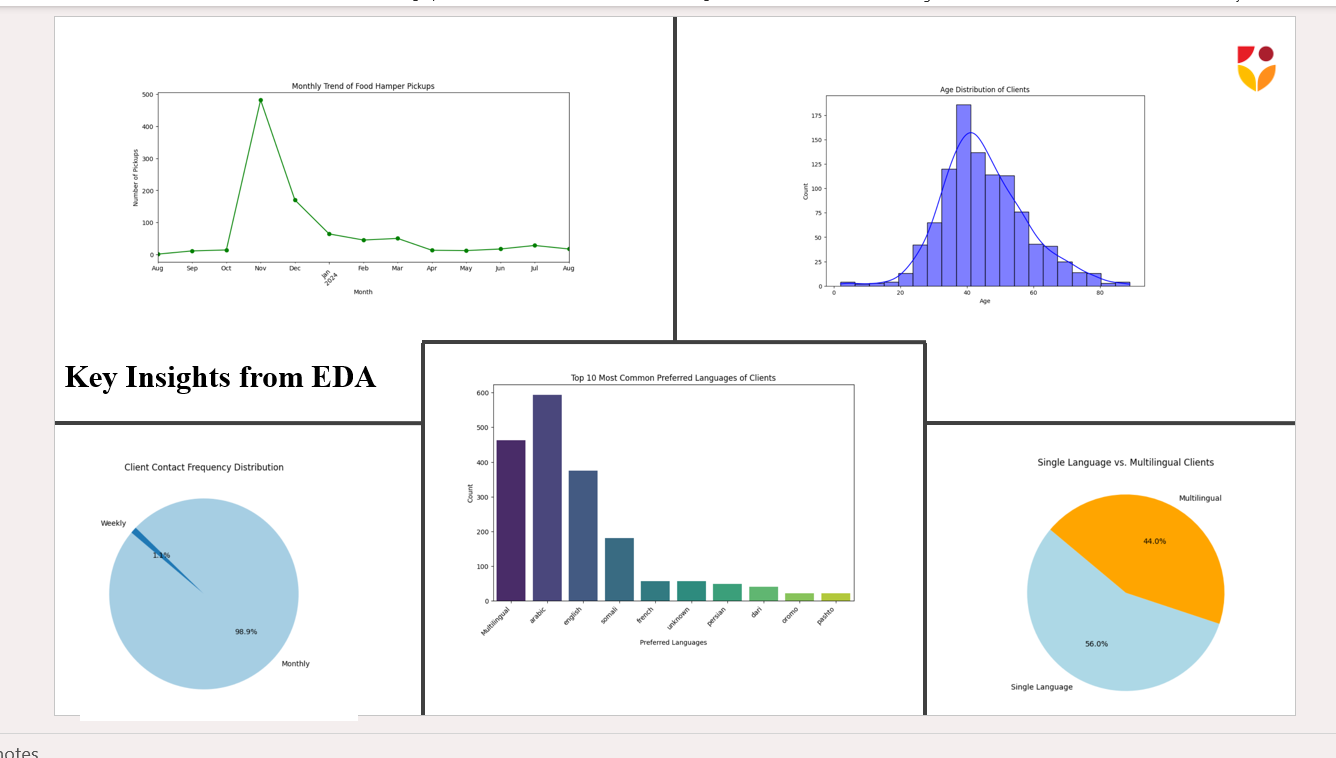 Monthly Trend of Food Hamper Pickups
Number of Pickups
500
400
300
200
100
0
Aug
Sep
Oct
Nov
Dec
Jan
2024
Feb
Mar
Apr
May
Jun
Jul
Aug
Month
Age Distribution of Clients
Count
175
150
125
100
75
50
25
0
0
20
40
60
80
Age
Key Insights from EDA
Top 10 Most Common Preferred Languages of Clients
Count
600
500
400
300
200
100
0
Multilingual
arabic
english
somali
french
unknown
persian
dari
oromo
pashto
Preferred Languages
Client Contact Frequency Distribution
Weekly
1.1%
98.9%
Monthly
Single Language vs. Multilingual Clients
Multilingual
44.0%
56.0%
Single Language
notes